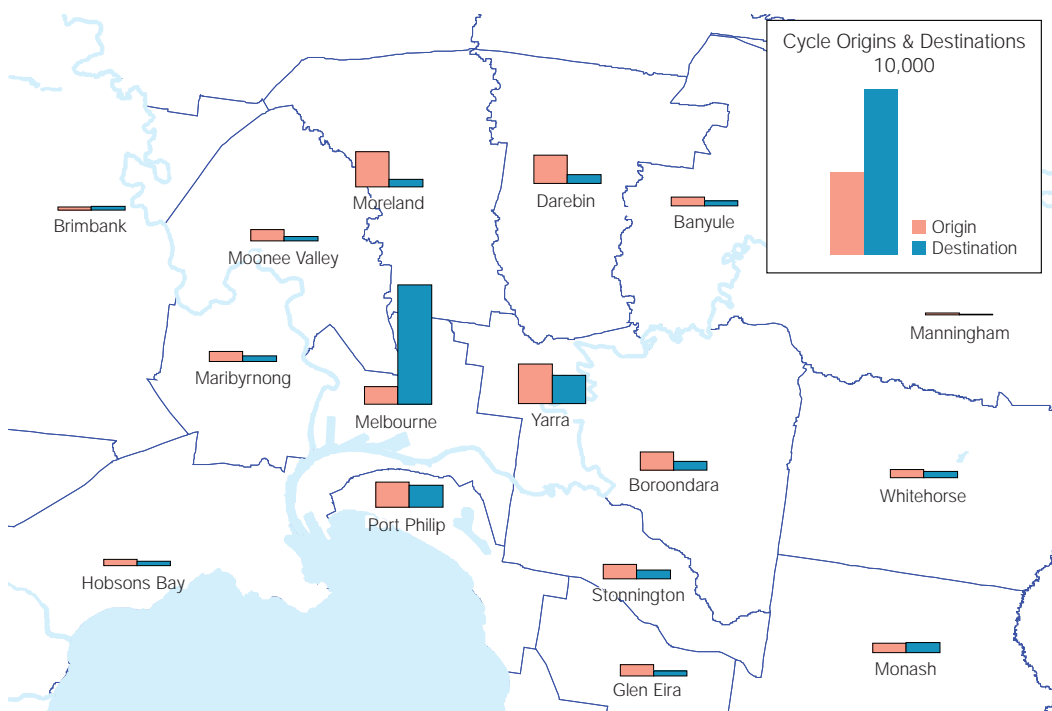 Cycle Origins & Destinations
10,000
Origin
Destination
Moreland
Darebin
Banyule
Brimbank
Moonee Valley
Manningham
Maribyrnong
Melbourne
Yarra
Boroondara
Whitehorse
Port Philip
Hobsons Bay
Stonnington
Monash
Glen Eira